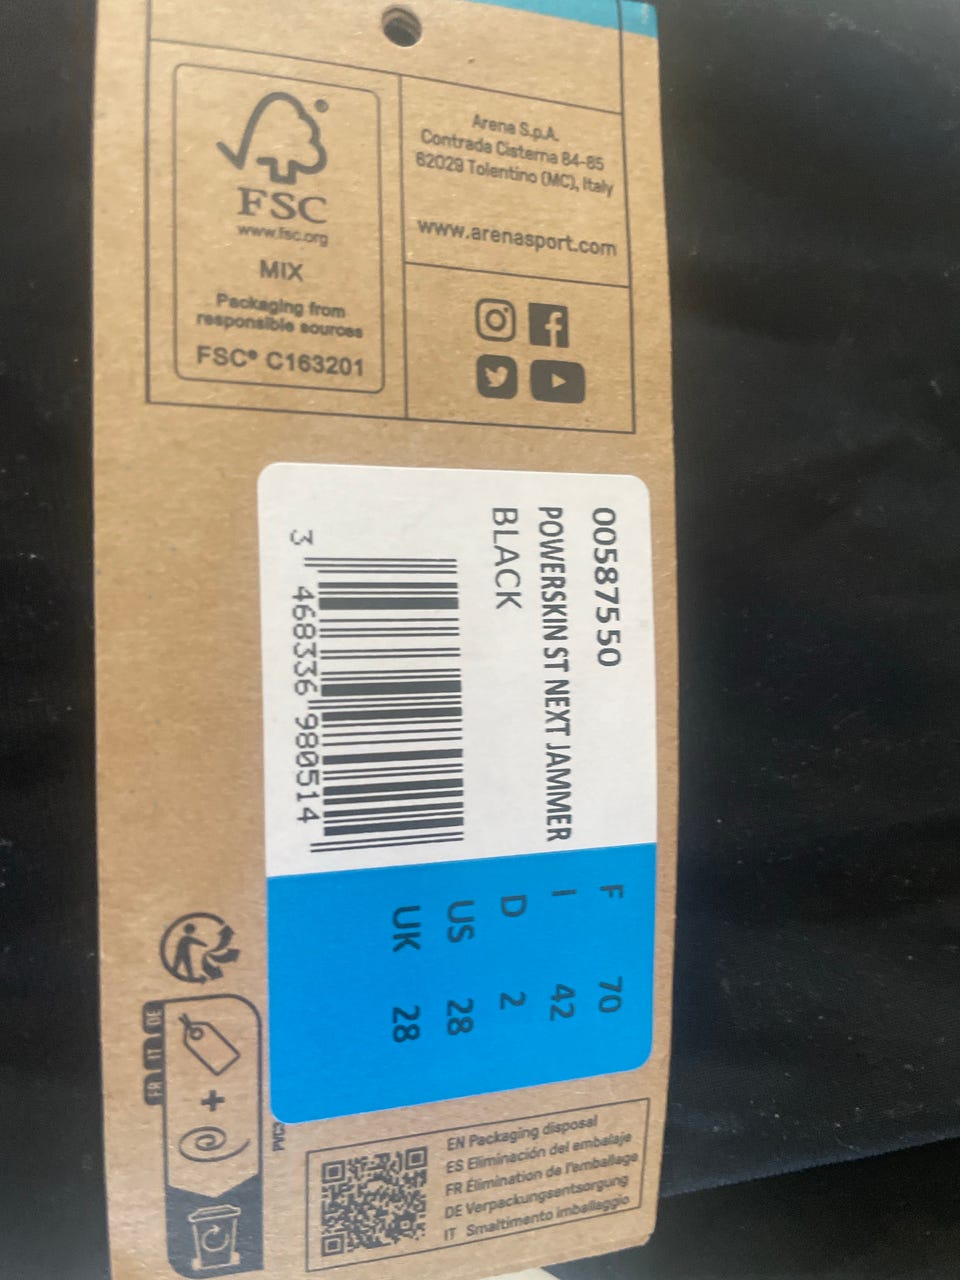 FSC
www.fsc.org
MIX
Packaging from
responsible sources
FSC® C163201
Arena S.p.A.
Contrada Cisterna 84-85
62029 Tolentino (MC), Italy
www.arenasport.com
00587550
POWERSKIN ST NEXT JAMMER
BLACK
3 468336 980514
F 70
I 42
D 2
US 28
UK 28
FR IT DE
+
EN Packaging disposal
ES Eliminación del embalaje
FR Élimination de l'emballage
DE Verpackungsentsorgung
IT Smaltimento imballaggio